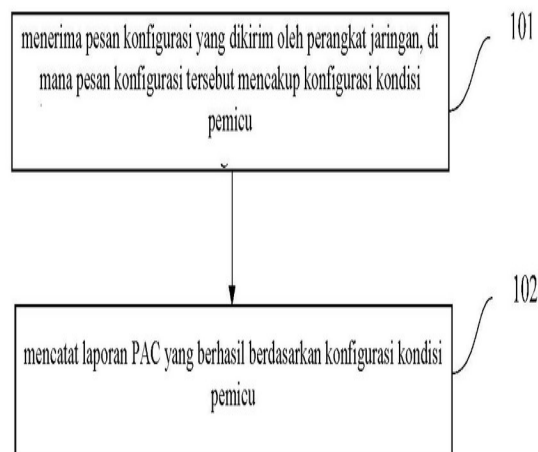 menerima pesan konfigurasi yang dikirim oleh perangkat jaringan, di
mana pesan konfigurasi tersebut mencakup konfigurasi kondisi
pemicu
101
mencatat laporan PAC yang berhasil berdasarkan konfigurasi kondisi
pemicu
102